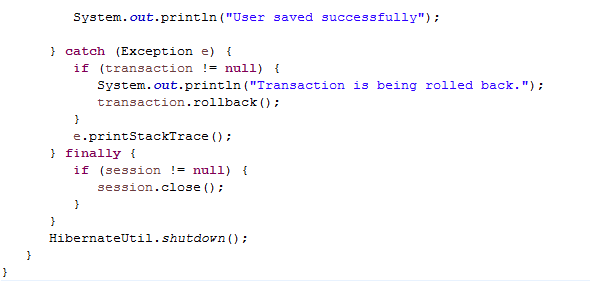 System.out.println("User saved successfully");
} catch (Exception e) {
if (transaction != null) {
System.out.println("Transaction is being rolled back.");
transaction.rollback();
}
e.printStackTrace();
} finally {
if (session != null) {
session.close();
}
}
HibernateUtil.shutdown();
}
}